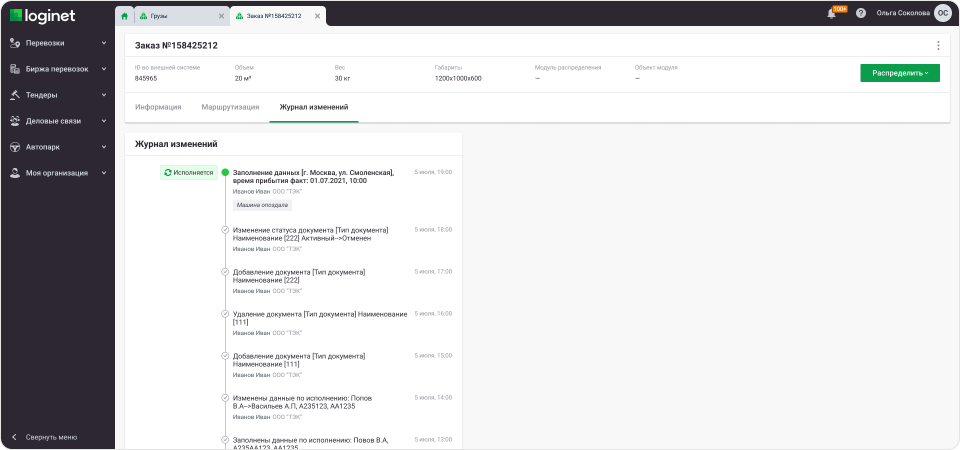 loginet
Грузы
Заказ №158425212
100+
Ольга Соколова
ОС
Перевозки
Биржа перевозок
Тендеры
Деловые связи
Автопарк
Моя организация
Свернуть меню
Заказ №158425212
ID во внешней системе
845965
Объем
20 м³
Вес
30 кг
Габариты
1200x1000x600
Модуль распределения
—
Объект модуля
—
Распределить
Информация
Маршрутизация
Журнал изменений
Журнал изменений
Исполняется
Заполнение данных [г. Москва, ул. Смоленская],
время прибытия факт: 01.07.2021, 10:00
5 июля, 19:00
Иванов Иван ООО "ТЭК"
Машина опоздала
Изменение статуса документа [Тип документа]
Наименование [222] Активный-->Отменен
5 июля, 18:00
Иванов Иван ООО "ТЭК"
Добавление документа [Тип документа]
Наименование [222]
5 июля, 17:00
Иванов Иван ООО "ТЭК"
Удаление документа [Тип документа] Наименование
[111]
5 июля, 16:00
Иванов Иван ООО "ТЭК"
Добавление документа [Тип документа]
Наименование [111]
5 июля, 15:00
Иванов Иван ООО "ТЭК"
Изменены данные по исполнению: Попов
В.А-->Васильев А.П, А235123, АА1235
5 июля, 14:00
Иванов Иван ООО "ТЭК"
Заполнены данные по исполнению: Попов В.А,
А235АА123, АА1235
5 июля, 13:00